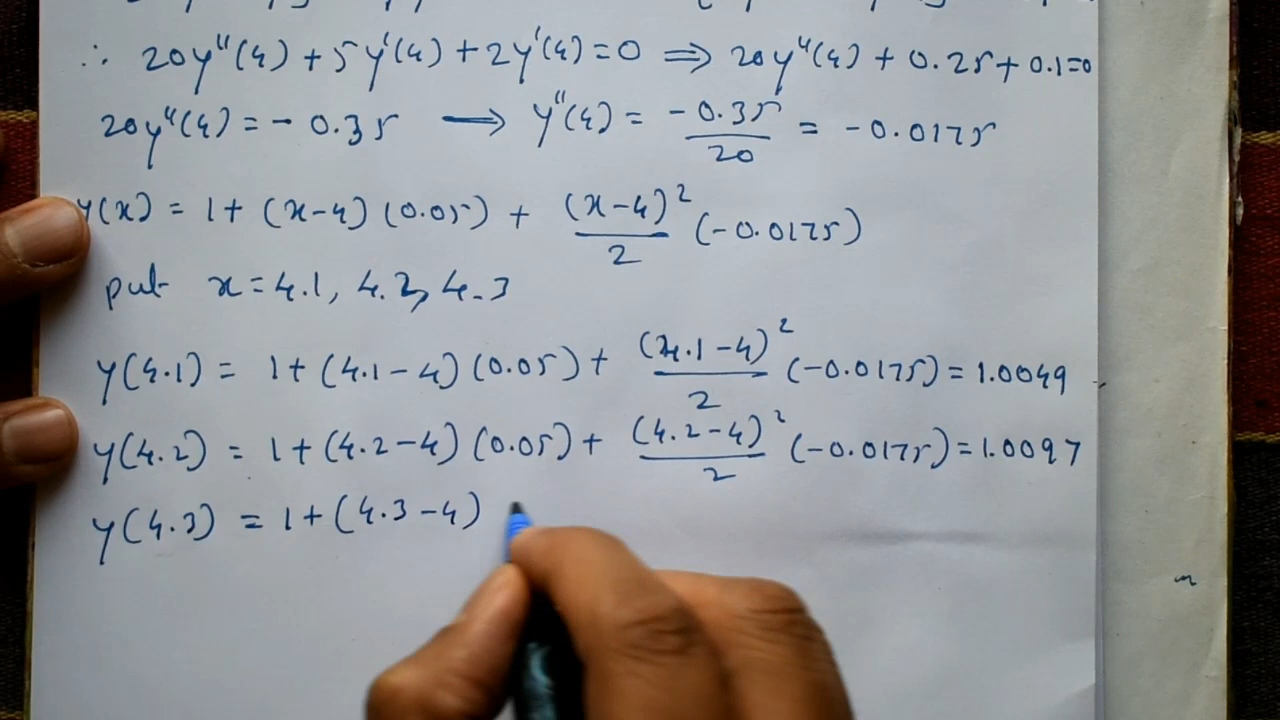 ∴ 20y"(4) + 5y'(4) + 2y'(4) = 0 ⇒ 20y"(4) + 0.25 + 0.1 = 0
20y"(4) = - 0.35 → y"(4) = -0.35/20 = -0.0175
y(x) = 1 + (x-4) (0.05) + (x-4)²/2 (-0.0175)
put x = 4.1, 4.2, 4.3
y(4.1) = 1 + (4.1-4) (0.05) + (4.1-4)²/2 (-0.0175) = 1.0049
y(4.2) = 1 + (4.2-4) (0.05) + (4.2-4)²/2 (-0.0175) = 1.0097
y(4.3) = 1 + (4.3-4)